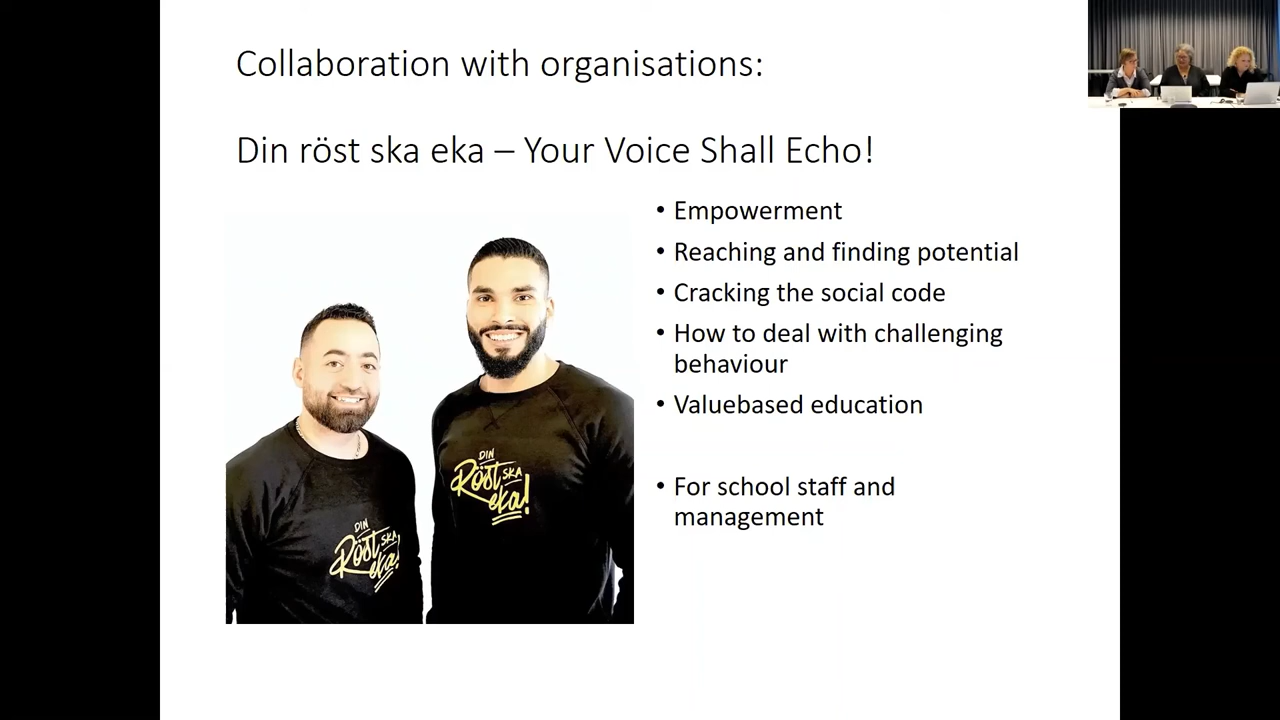 Collaboration with organisations:
Din röst ska eka – Your Voice Shall Echo!
• Empowerment
• Reaching and finding potential
• Cracking the social code
• How to deal with challenging
behaviour
• Valuebased education
• For school staff and
management
DIN
Röst SKA
eka!
DIN
Röst SKA
eka!